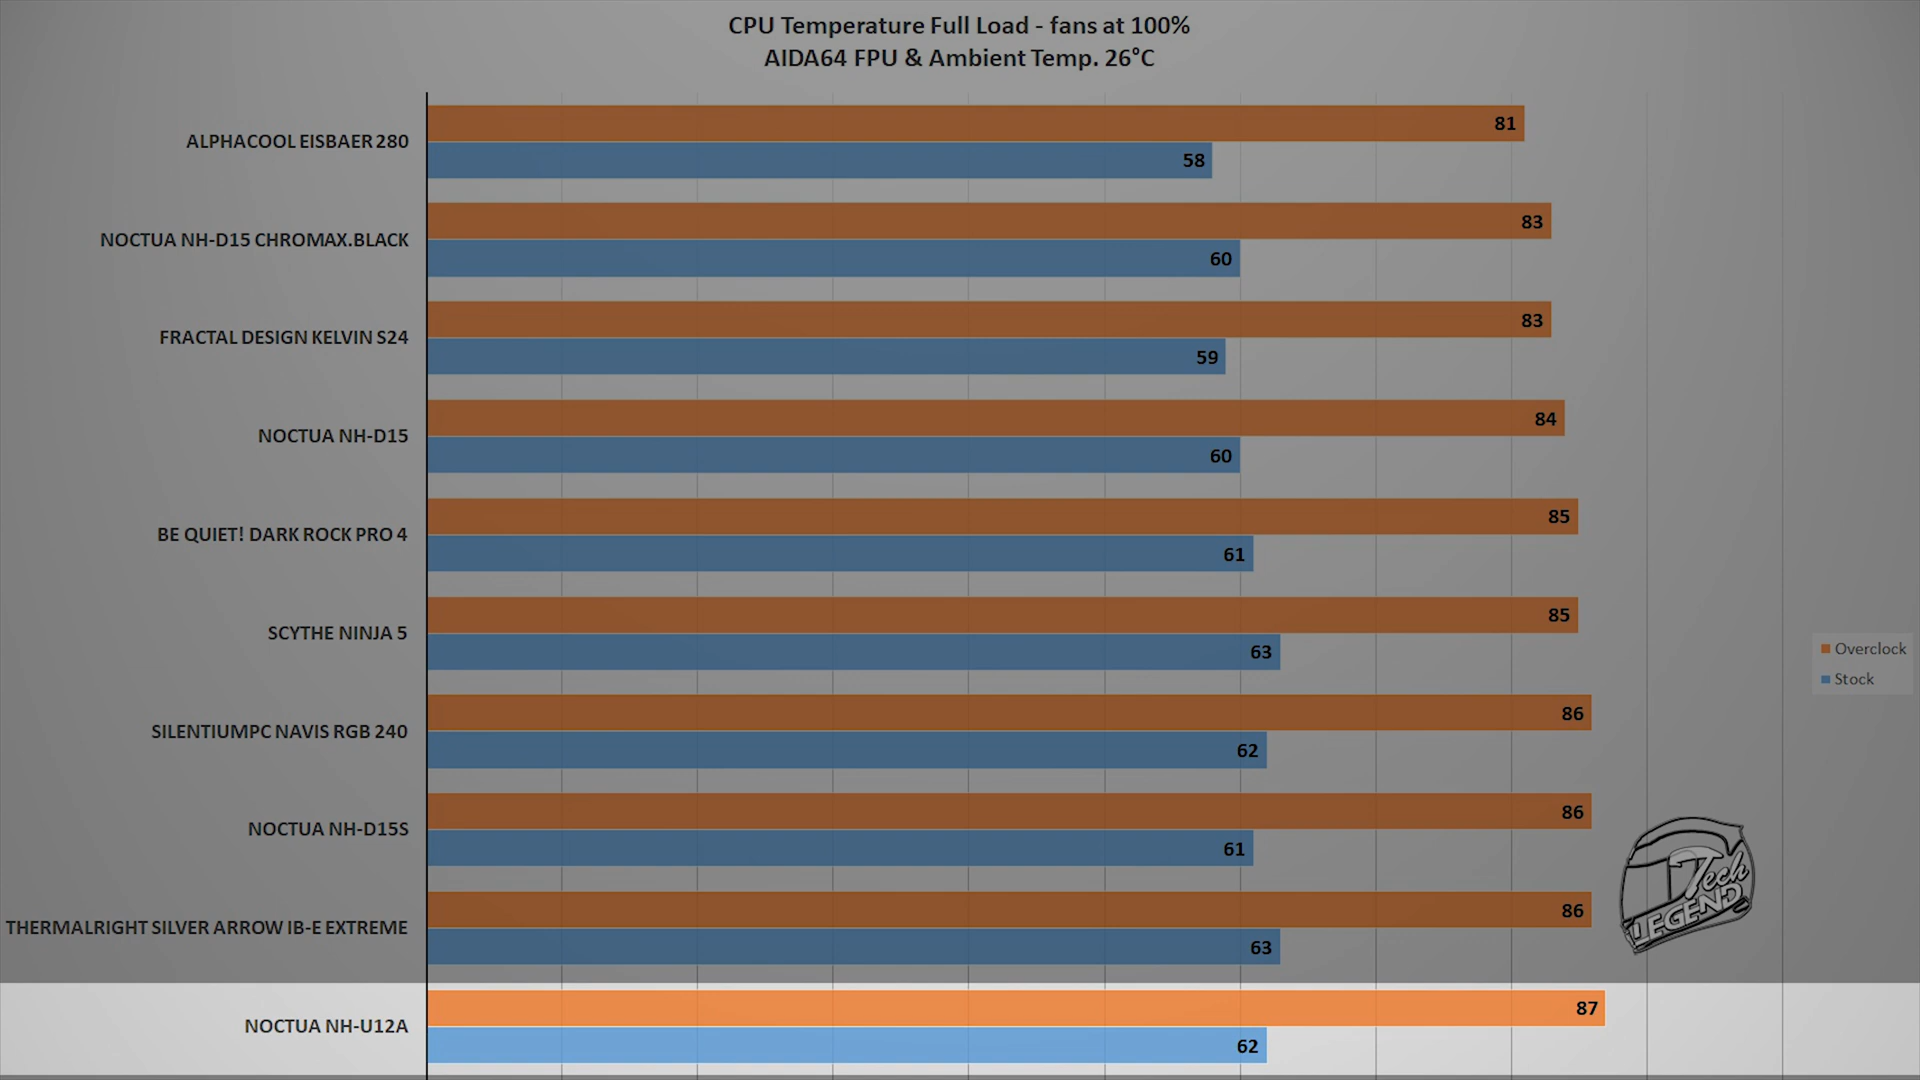 CPU Temperature Full Load - fans at 100%
AIDA64 FPU & Ambient Temp. 26°C
ALPHACOOL EISBAER 280
81
58
NOCTUA NH-D15 CHROMAX.BLACK
83
60
FRACTAL DESIGN KELVIN S24
83
59
NOCTUA NH-D15
84
60
BE QUIET! DARK ROCK PRO 4
85
61
SCYTHE NINJA 5
85
63
SILENTIUMPC NAVIS RGB 240
86
62
NOCTUA NH-D15S
86
61
THERMALRIGHT SILVER ARROW IB-E EXTREME
86
63
NOCTUA NH-U12A
87
62
Overclock
Stock
Tech
LEGEND